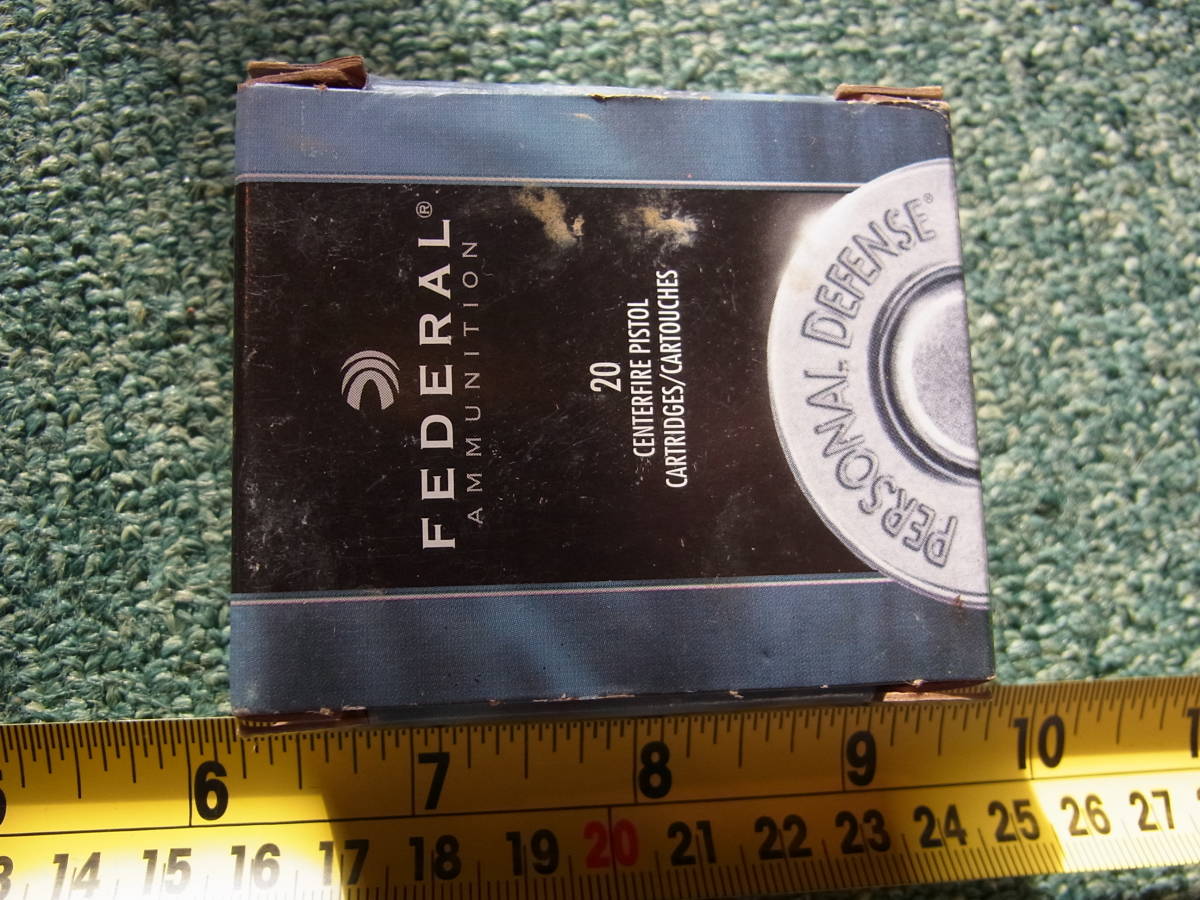 FEDERAL®
AMMUNITION
20
CENTERFIRE PISTOL
CARTRIDGES/CARTOUCHES
PERSONAL DEFENSE®
6 7 8 9 10
14 15 16 17 18 19 20 21 22 23 24 25 26 27